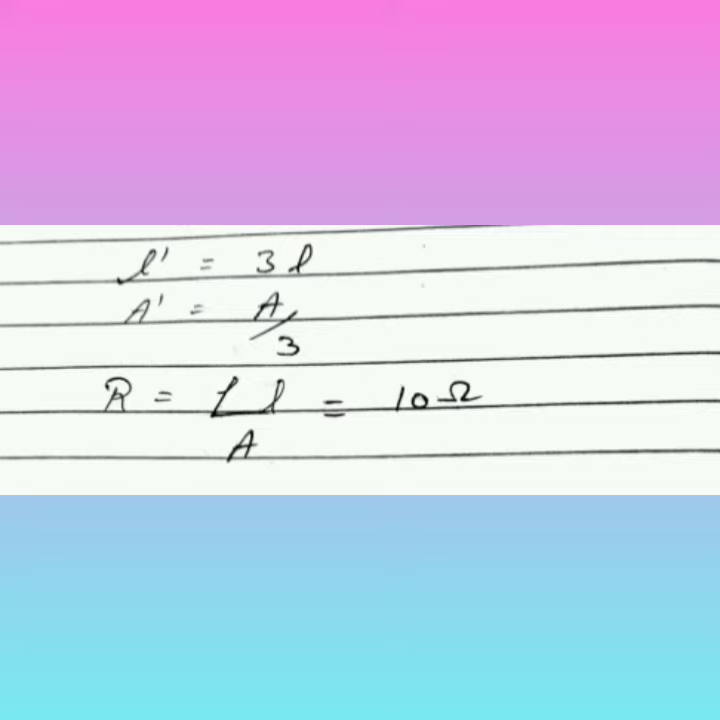 l' = 3l
A' = A/3
R = ρl/A = 10Ω